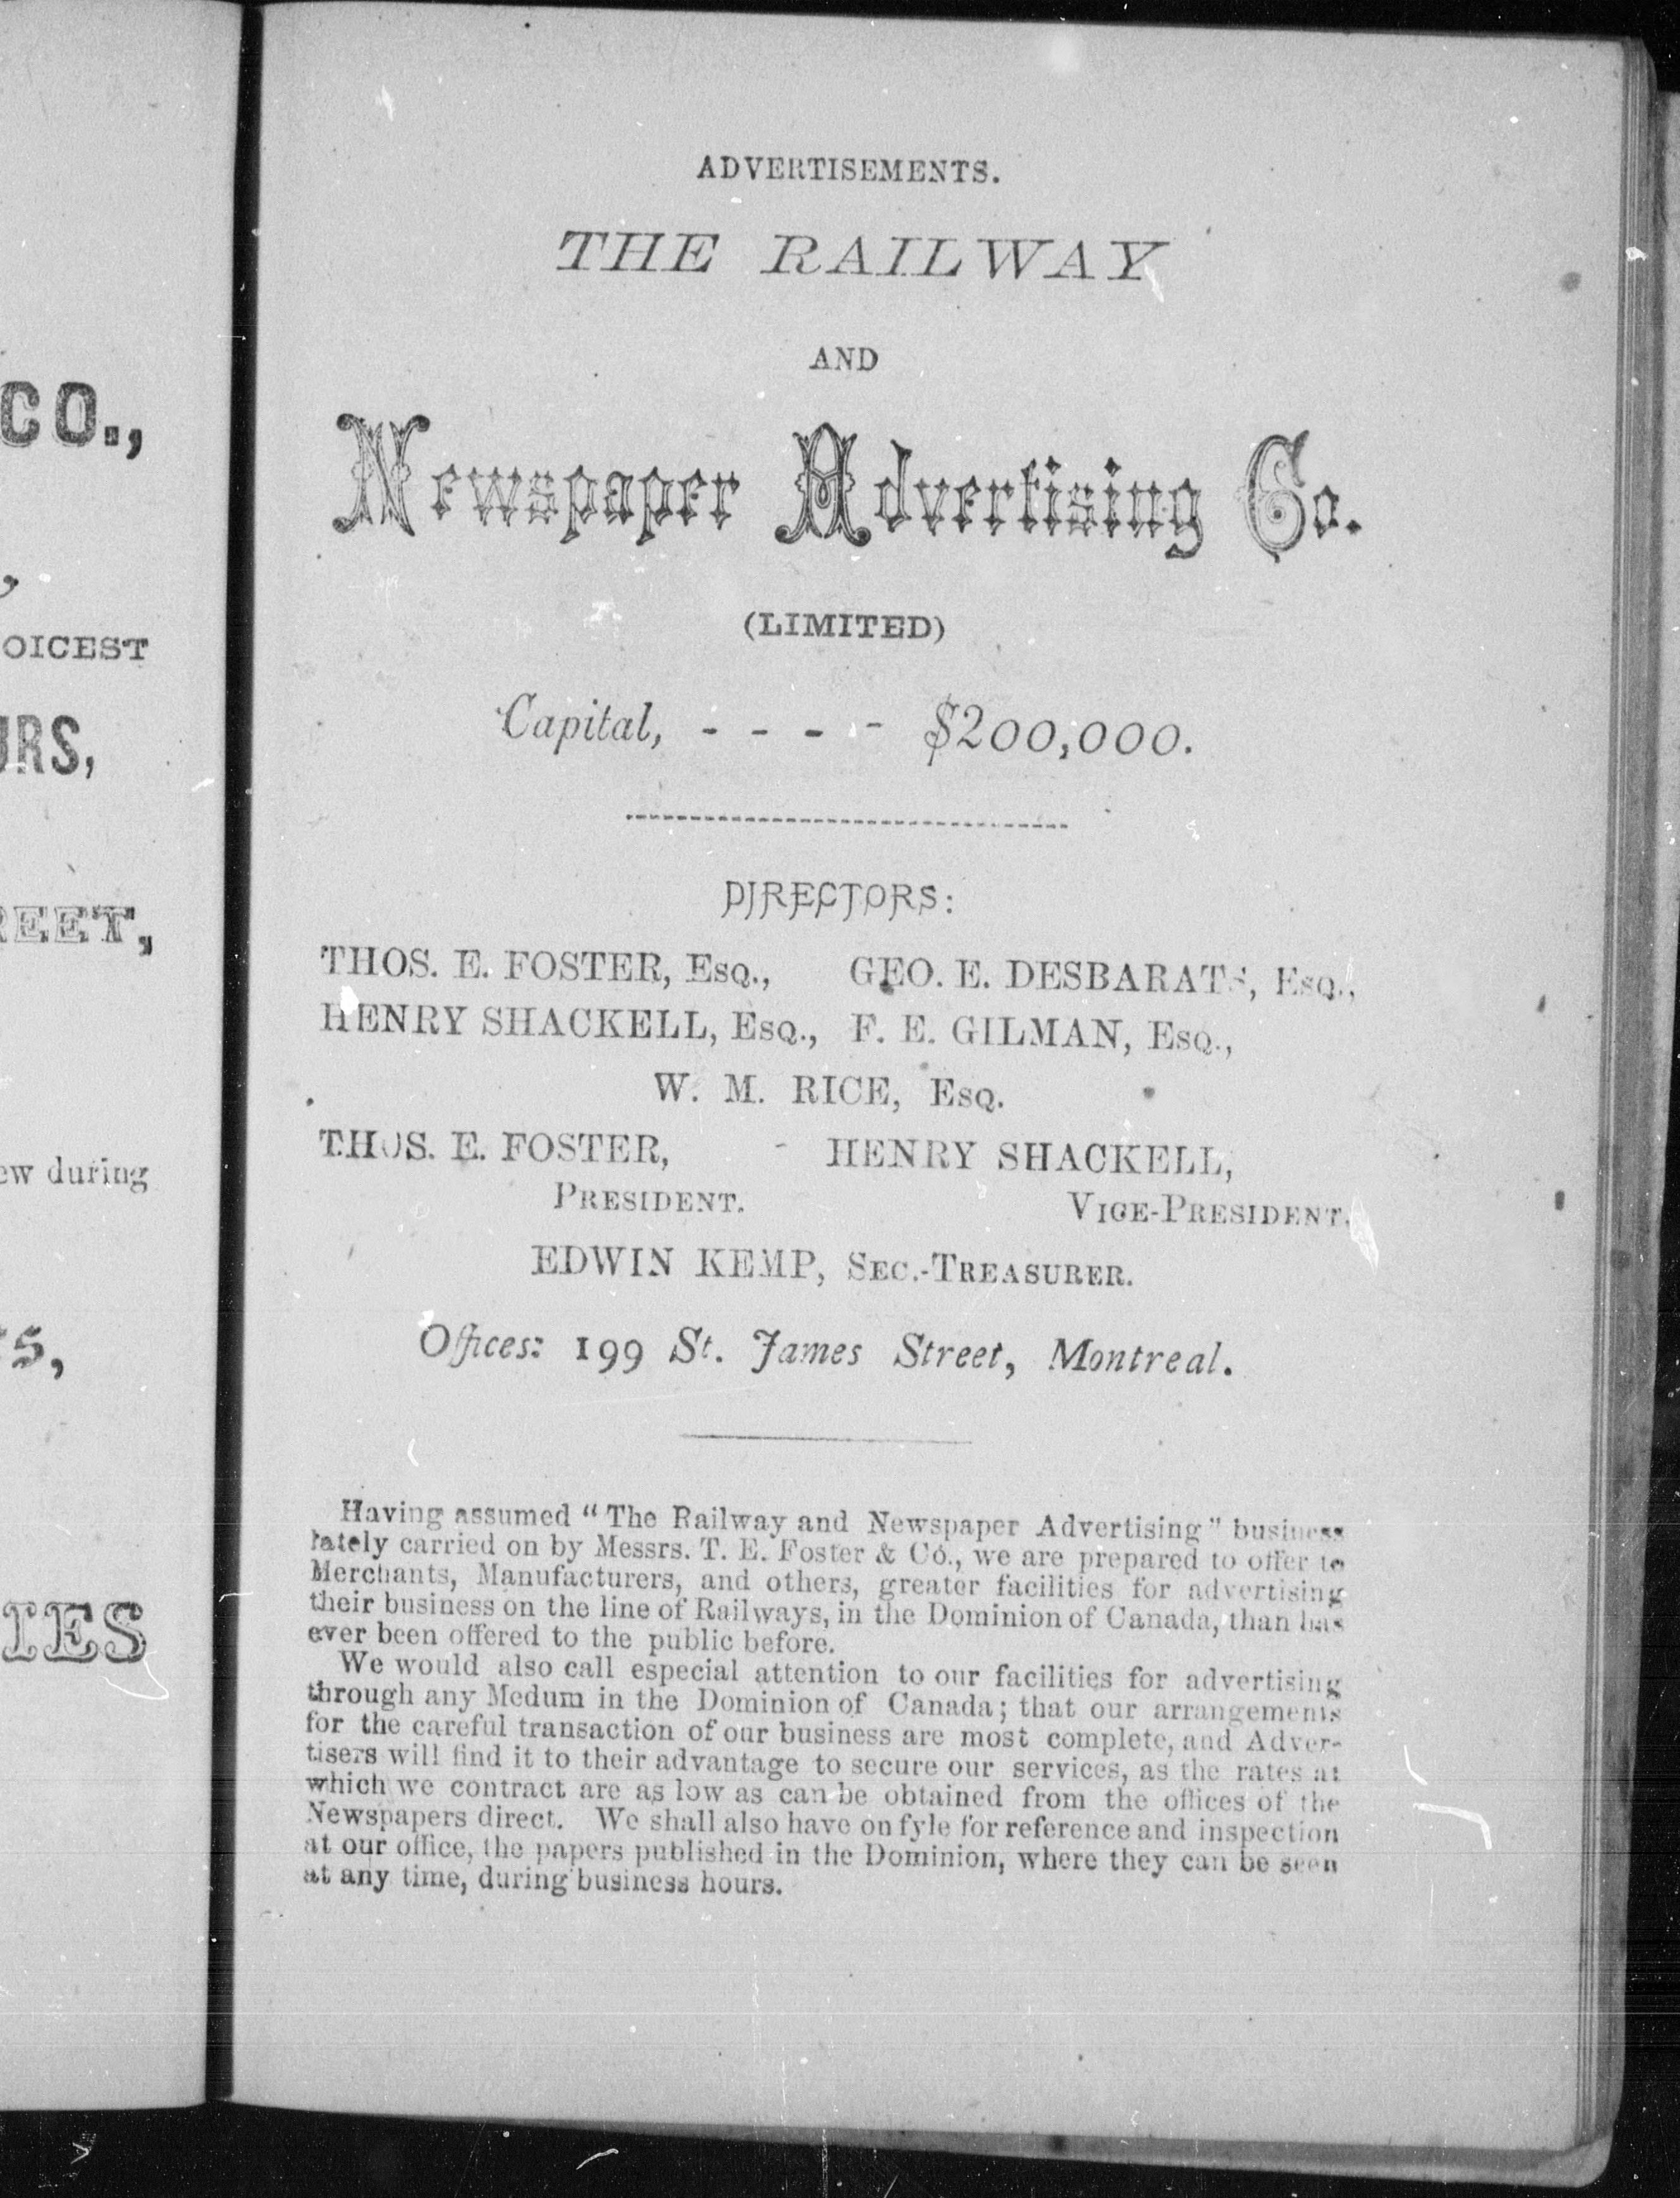 CO.,
,
OICEST
URS,
REET,
ew during
S,
IES
ADVERTISEMENTS.
THE RAILWAY
AND
Newspaper Advertising Co.
(LIMITED)
Capital, - - - - $200,000.
DIRECTORS:
THOS. E. FOSTER, ESQ., GEO. E. DESBARATS, ESQ.,
HENRY SHACKELL, ESQ., F. E. GILMAN, ESQ.,
W. M. RICE, ESQ.
THOS. E. FOSTER, - HENRY SHACKELL,
PRESIDENT. VICE-PRESIDENT.
EDWIN KEMP, SEC.-TREASURER.
Offices: 199 St. James Street, Montreal.
Having assumed "The Railway and Newspaper Advertising" business
lately carried on by Messrs. T. E. Foster & Co., we are prepared to offer to
Merchants, Manufacturers, and others, greater facilities for advertising
their business on the line of Railways, in the Dominion of Canada, than has
ever been offered to the public before.
We would also call especial attention to our facilities for advertising
through any Medum in the Dominion of Canada; that our arrangements
for the careful transaction of our business are most complete, and Adver-
tisers will find it to their advantage to secure our services, as the rates at
which we contract are as low as can be obtained from the offices of the
Newspapers direct. We shall also have on fyle for reference and inspection
at our office, the papers published in the Dominion, where they can be seen
at any time, during business hours.